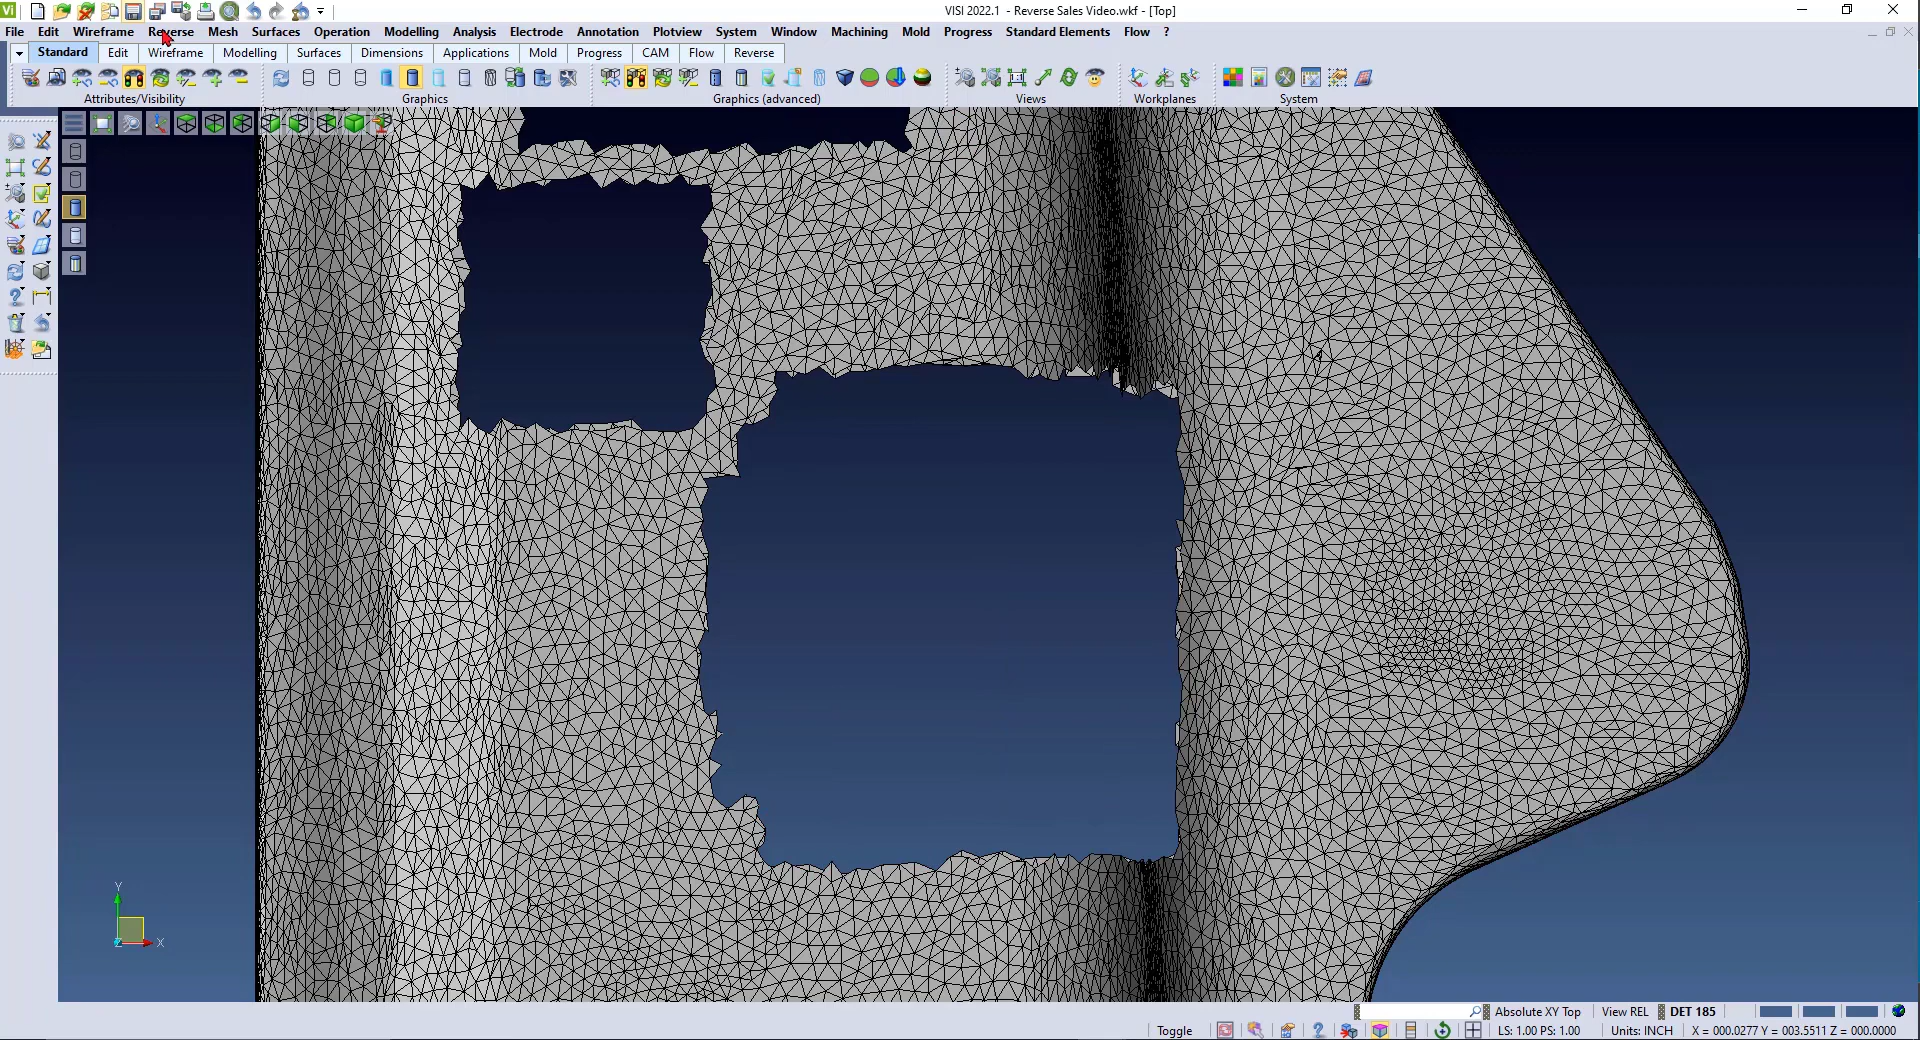 Vi
VISI 2022.1 - Reverse Sales Video.wkf - [Top]
File Edit Wireframe Reverse Mesh Surfaces Operation Modelling Analysis Electrode Annotation Plotview System Window Machining Mold Progress Standard Elements Flow ?
Standard Edit Wireframe Modelling Surfaces Dimensions Applications Mold Progress CAM Flow Reverse
Attributes/Visibility Graphics Graphics (advanced) Views Workplanes System
Y
X
Z
Absolute XY Top View REL DET 185
Toggle LS: 1.00 PS: 1.00 Units: INCH X = 000.0277 Y = 003.5511 Z = 000.0000